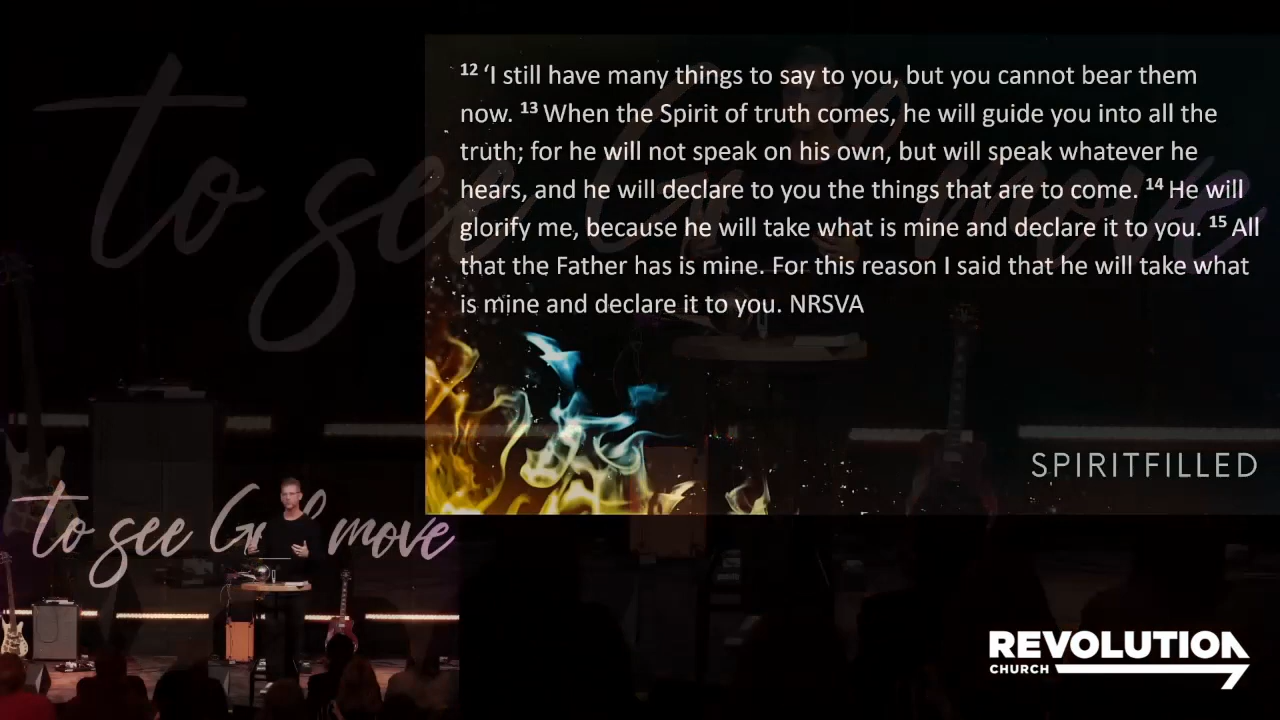 ¹² ‘I still have many things to say to you, but you cannot bear them
now. ¹³ When the Spirit of truth comes, he will guide you into all the
truth; for he will not speak on his own, but will speak whatever he
hears, and he will declare to you the things that are to come. ¹⁴ He will
glorify me, because he will take what is mine and declare it to you. ¹⁵ All
that the Father has is mine. For this reason I said that he will take what
is mine and declare it to you. NRSVA
SPIRITFILLED
to see God move
to see God move
REVOLUTION
CHURCH